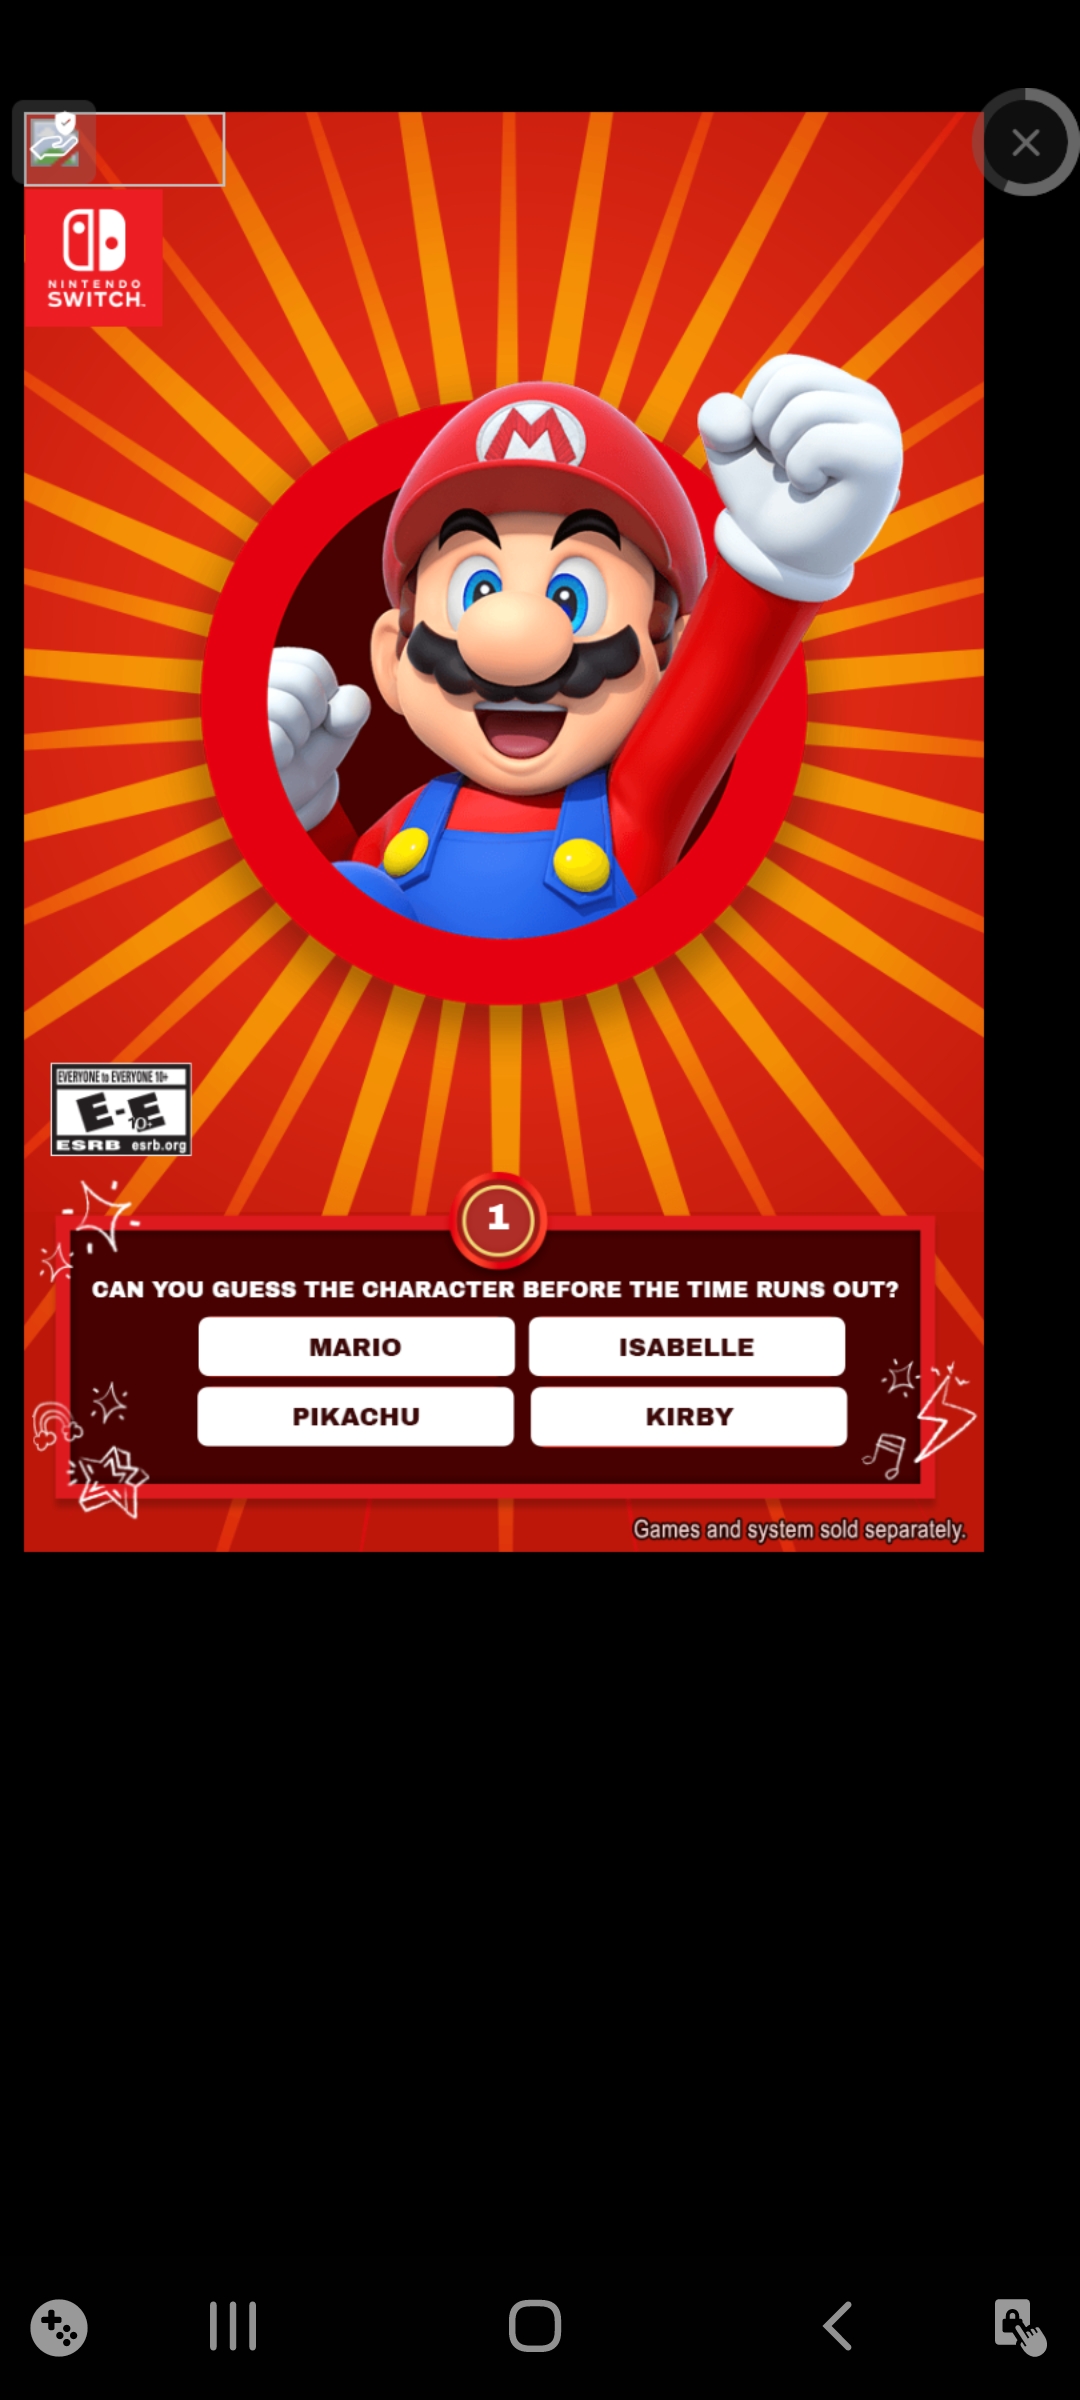 NINTENDO
SWITCH™
M
EVERYONE to EVERYONE 10+
E-E
10+
ESRB esrb.org
1
CAN YOU GUESS THE CHARACTER BEFORE THE TIME RUNS OUT?
MARIO
ISABELLE
PIKACHU
KIRBY
Games and system sold separately.